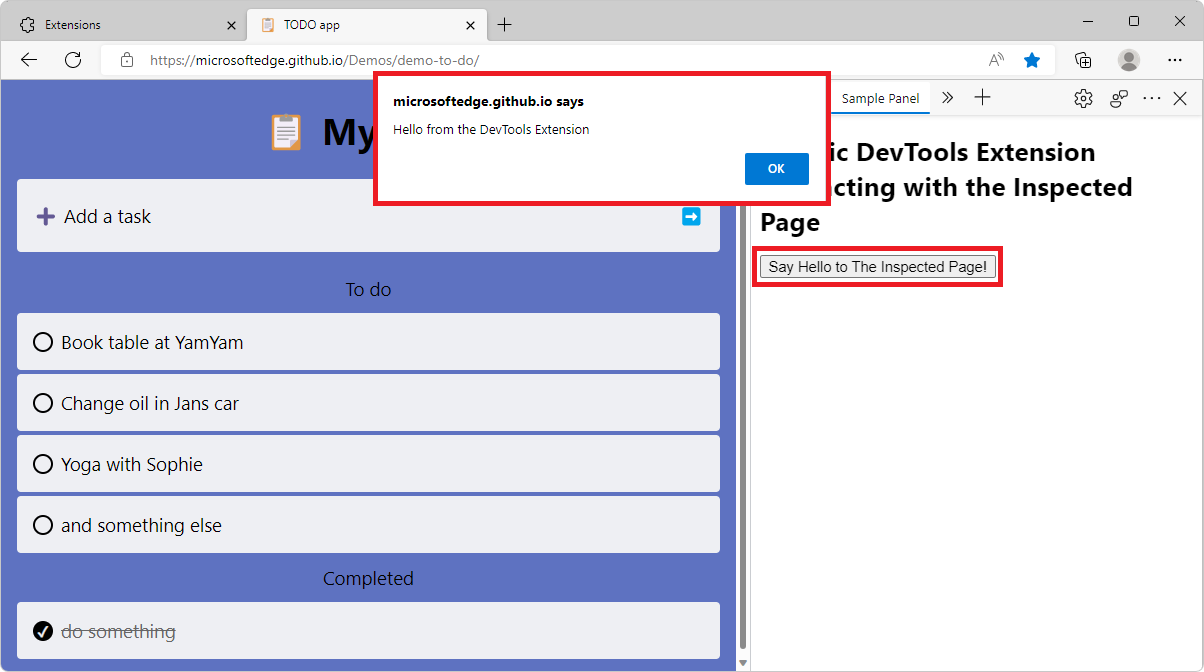 Extensions
TODO app
https://microsoftedge.github.io/Demos/demo-to-do/
microsoftedge.github.io says
Hello from the DevTools Extension
OK
My
Add a task
To do
Book table at YamYam
Change oil in Jans car
Yoga with Sophie
and something else
Completed
do something
Sample Panel
DevTools Extension
with the Inspected
Page
Say Hello to The Inspected Page!